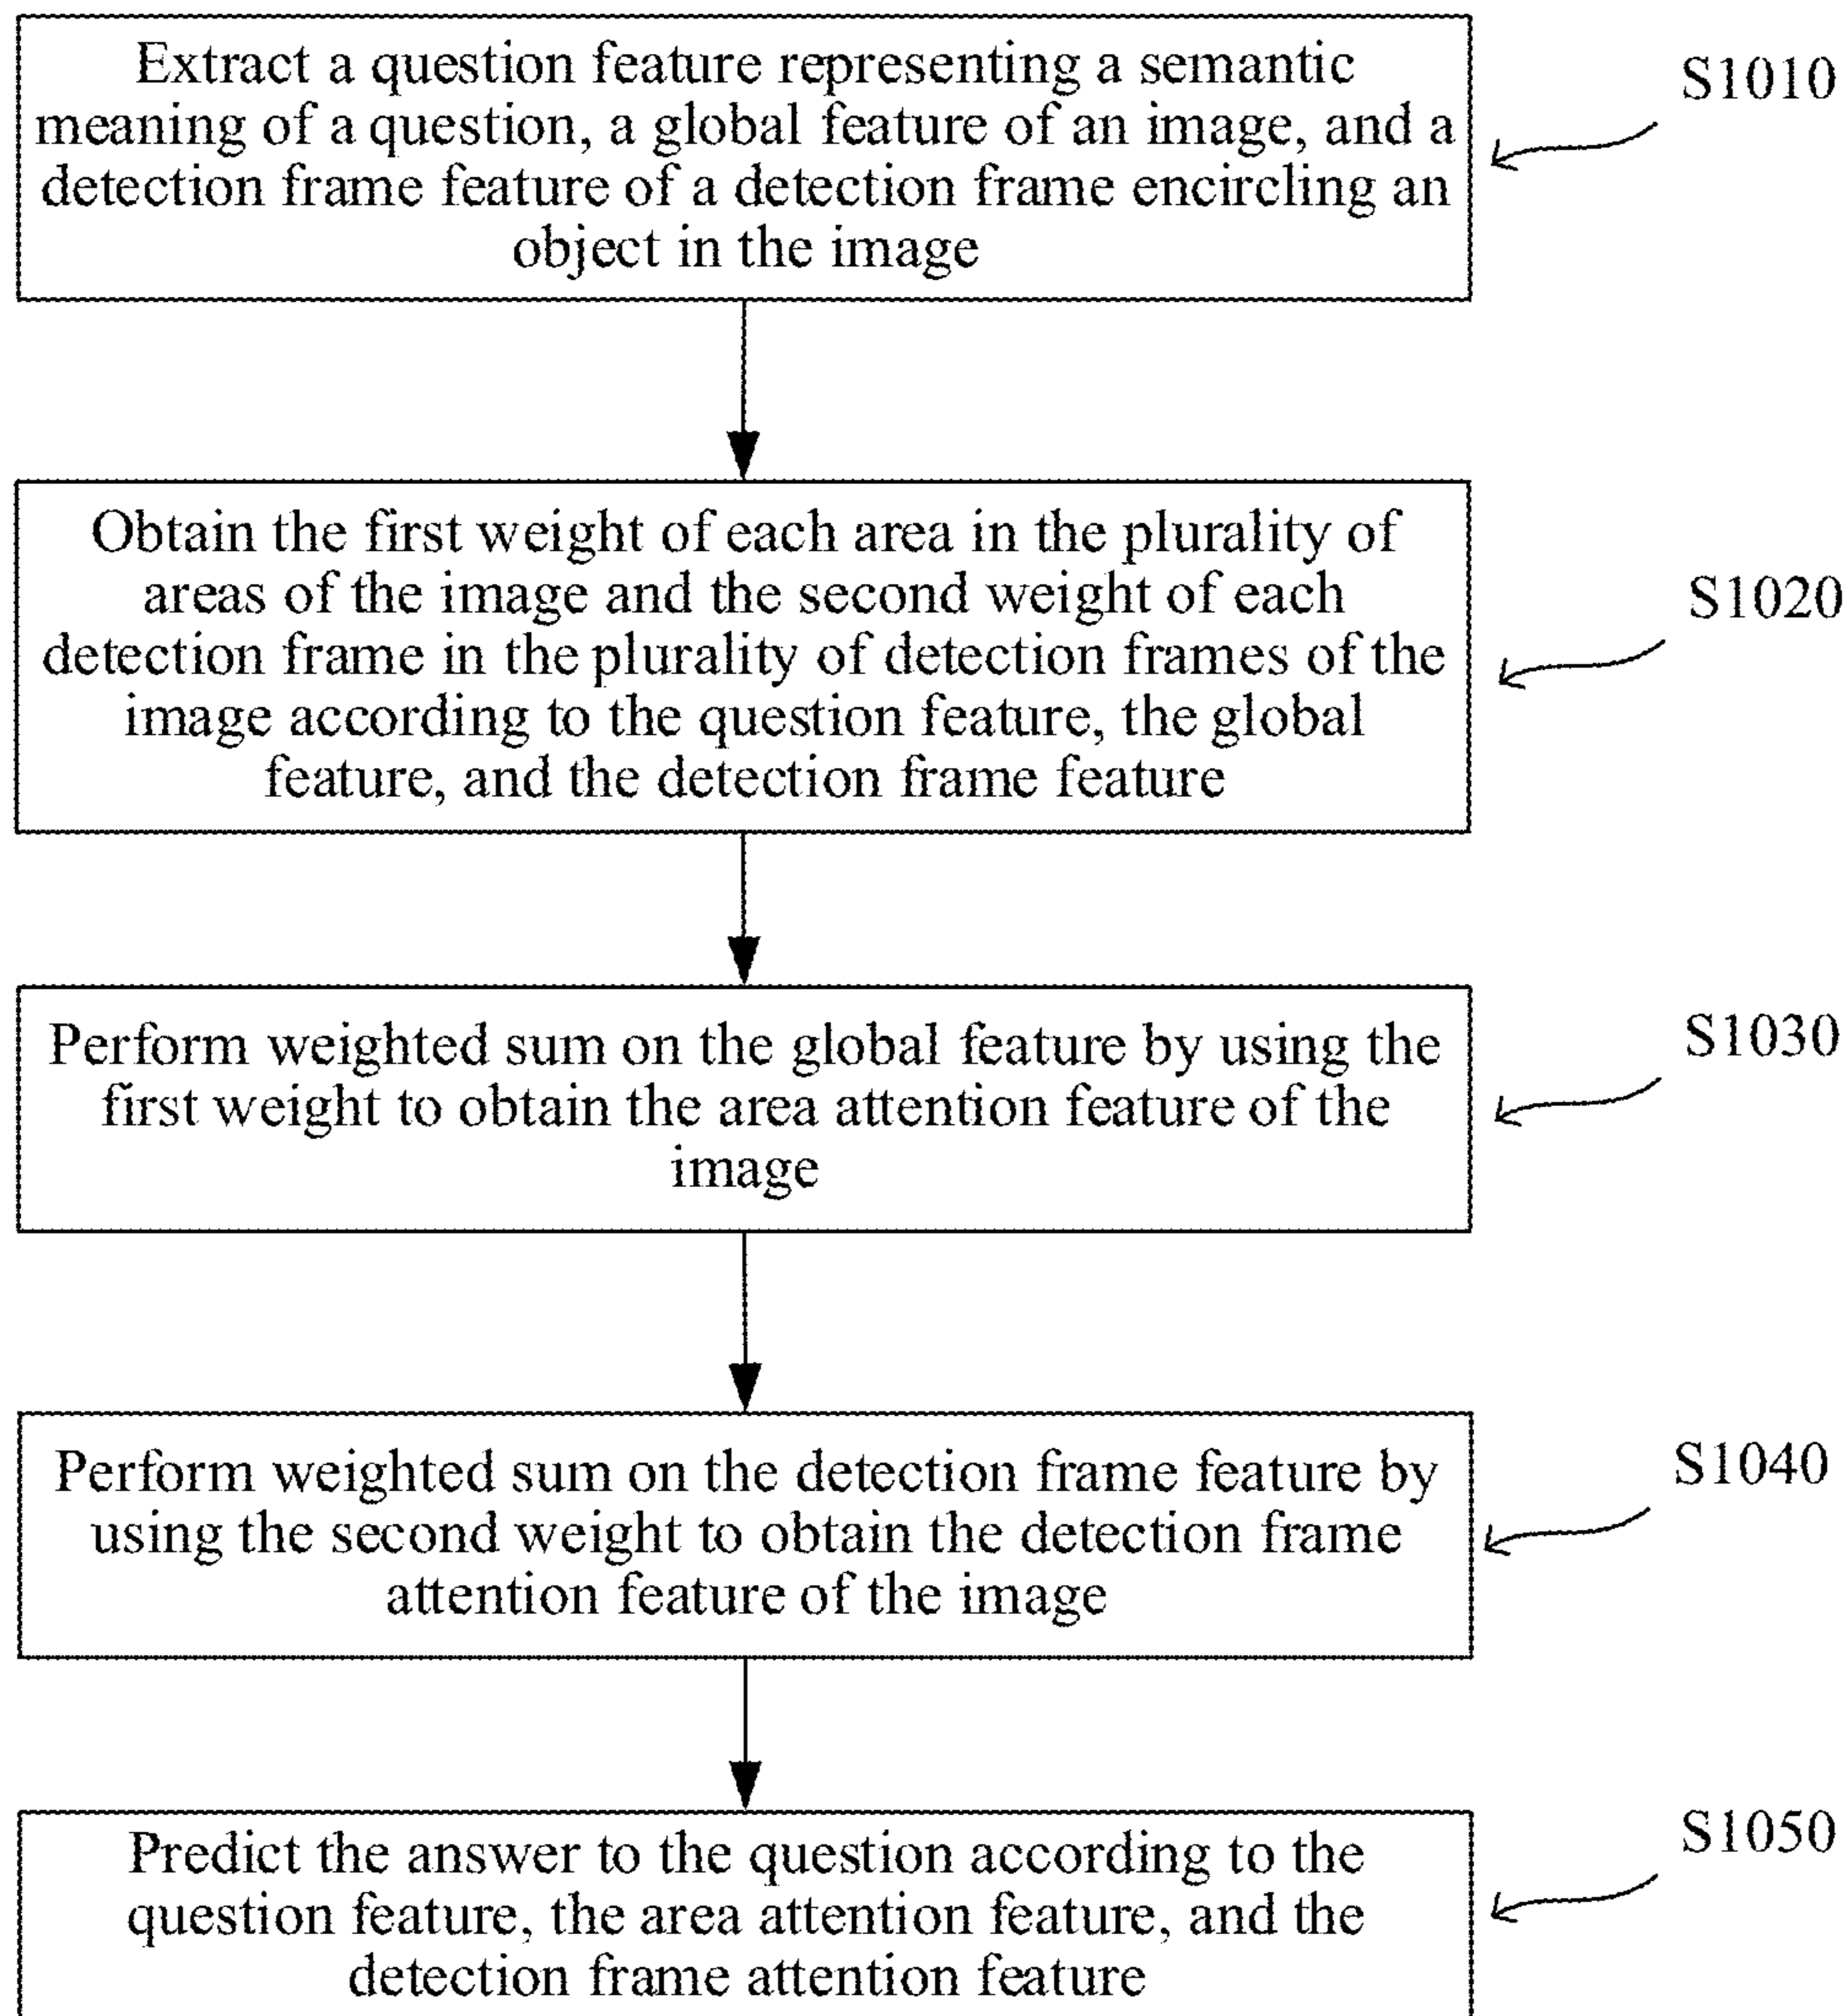 Extract a question feature representing a semantic
meaning of a question, a global feature of an image, and a
detection frame feature of a detection frame encircling an
object in the image
S1010
Obtain the first weight of each area in the plurality of
areas of the image and the second weight of each
detection frame in the plurality of detection frames of the
image according to the question feature, the global
feature, and the detection frame feature
S1020
Perform weighted sum on the global feature by using the
first weight to obtain the area attention feature of the
image
S1030
Perform weighted sum on the detection frame feature by
using the second weight to obtain the detection frame
attention feature of the image
S1040
Predict the answer to the question according to the
question feature, the area attention feature, and the
detection frame attention feature
S1050